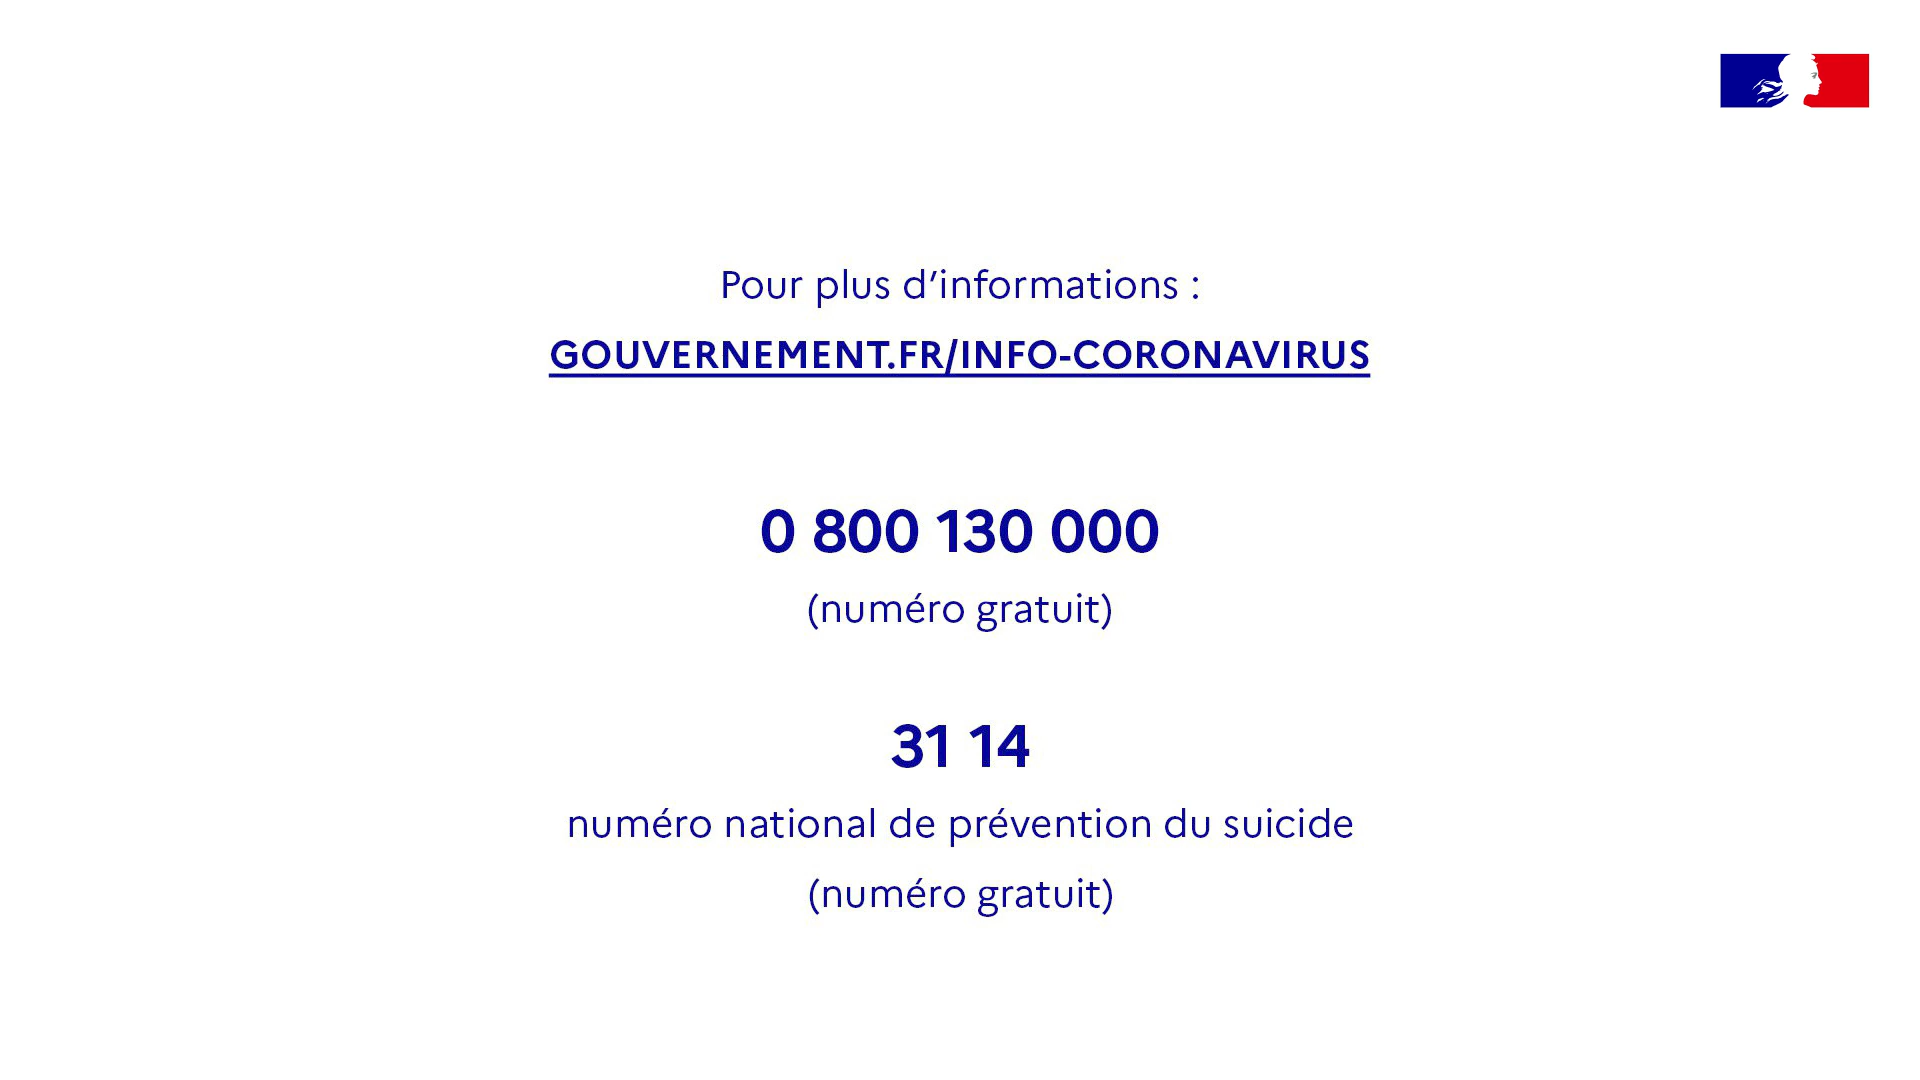 Pour plus d’informations :
GOUVERNEMENT.FR/INFO-CORONAVIRUS
0 800 130 000
(numéro gratuit)
31 14
numéro national de prévention du suicide
(numéro gratuit)